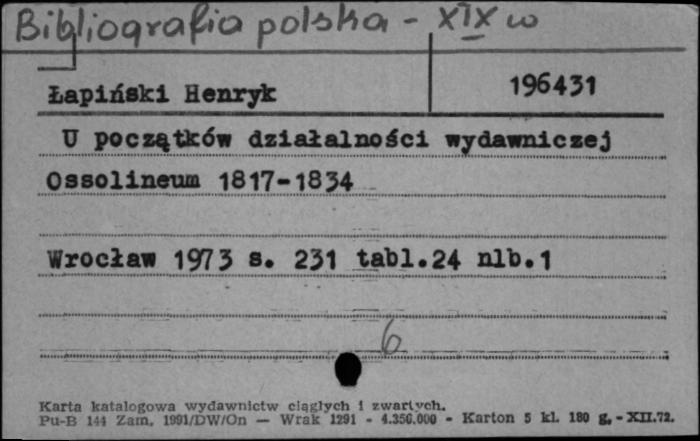 Bibliografia polska - XIX w
Łapiński Henryk 196431
U początków działalności wydawniczej
Ossolineum 1817-1834
Wrocław 1973 s. 231 tabl.24 nlb.1
6
Karta katalogowa wydawnictw ciągłych i zwartych.
Pu-B 144 Zam. 1991/DW/On — Wrak 1291 - 4.356.000 - Karton 5 kl. 180 g. - XII.72.